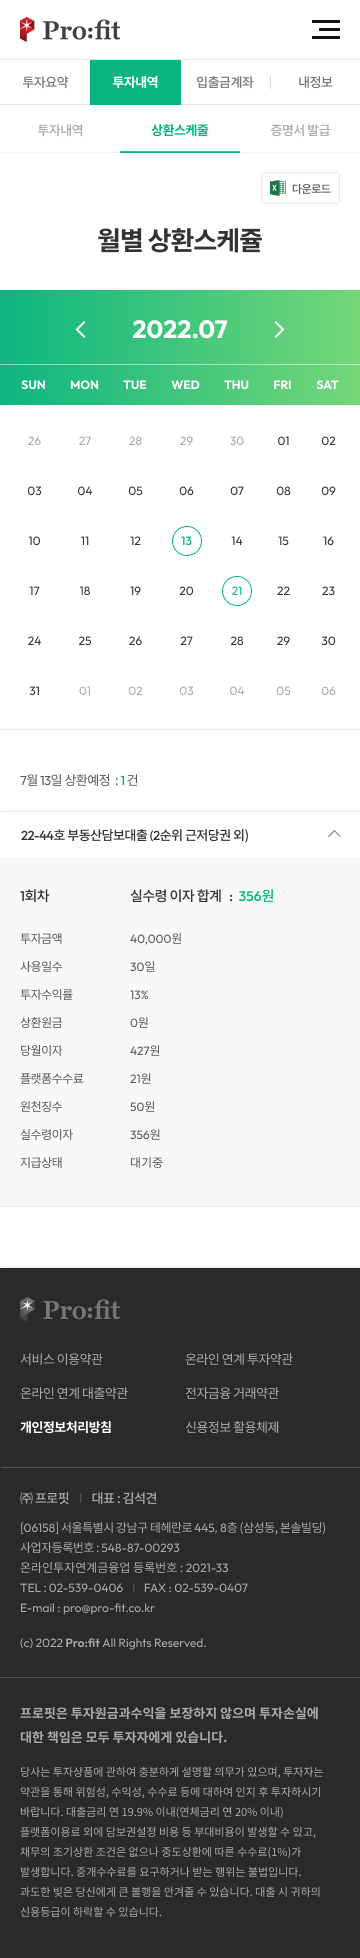 Pro:fit
투자요약 투자내역 입출금계좌 내정보
투자내역 상환스케줄 증명서 발급
다운로드
월별 상환스케쥴
2022.07
SUN MON TUE WED THU FRI SAT
26 27 28 29 30 01 02
03 04 05 06 07 08 09
10 11 12 13 14 15 16
17 18 19 20 21 22 23
24 25 26 27 28 29 30
31 01 02 03 04 05 06
7월 13일 상환예정 : 1 건
22-44호 부동산담보대출 (2순위 근저당권 외)
1회차 실수령 이자 합계 : 356원
투자금액 40,000원
사용일수 30일
투자수익률 13%
상환원금 0원
당월이자 427원
플랫폼수수료 21원
원천징수 50원
실수령이자 356원
지급상태 대기중
Pro:fit
서비스 이용약관 온라인 연계 투자약관
온라인 연계 대출약관 전자금융 거래약관
개인정보처리방침 신용정보 활용체제
㈜ 프로핏 | 대표 : 김석견
[06158] 서울특별시 강남구 테헤란로 445, 8층 (삼성동, 본솔빌딩)
사업자등록번호 : 548-87-00293
온라인투자연계금융업 등록번호 : 2021-33
TEL : 02-539-0406 | FAX : 02-539-0407
E-mail : pro@pro-fit.co.kr
(c) 2022 Pro:fit All Rights Reserved.
프로핏은 투자원금과수익을 보장하지 않으며 투자손실에
대한 책임은 모두 투자자에게 있습니다.
당사는 투자상품에 관하여 충분하게 설명할 의무가 있으며, 투자자는
약관을 통해 위험성, 수익성, 수수료 등에 대하여 인지 후 투자하시기
바랍니다. 대출금리 연 19.9% 이내(연체금리 연 20% 이내)
플랫폼이용료 외에 담보권설정 비용 등 부대비용이 발생할 수 있고,
채무의 조기상환 조건은 없으나 중도상환에 따른 수수료(1%)가
발생합니다. 중개수수료를 요구하거나 받는 행위는 불법입니다.
과도한 빚은 당신에게 큰 불행을 안겨줄 수 있습니다. 대출 시 귀하의
신용등급이 하락할 수 있습니다.